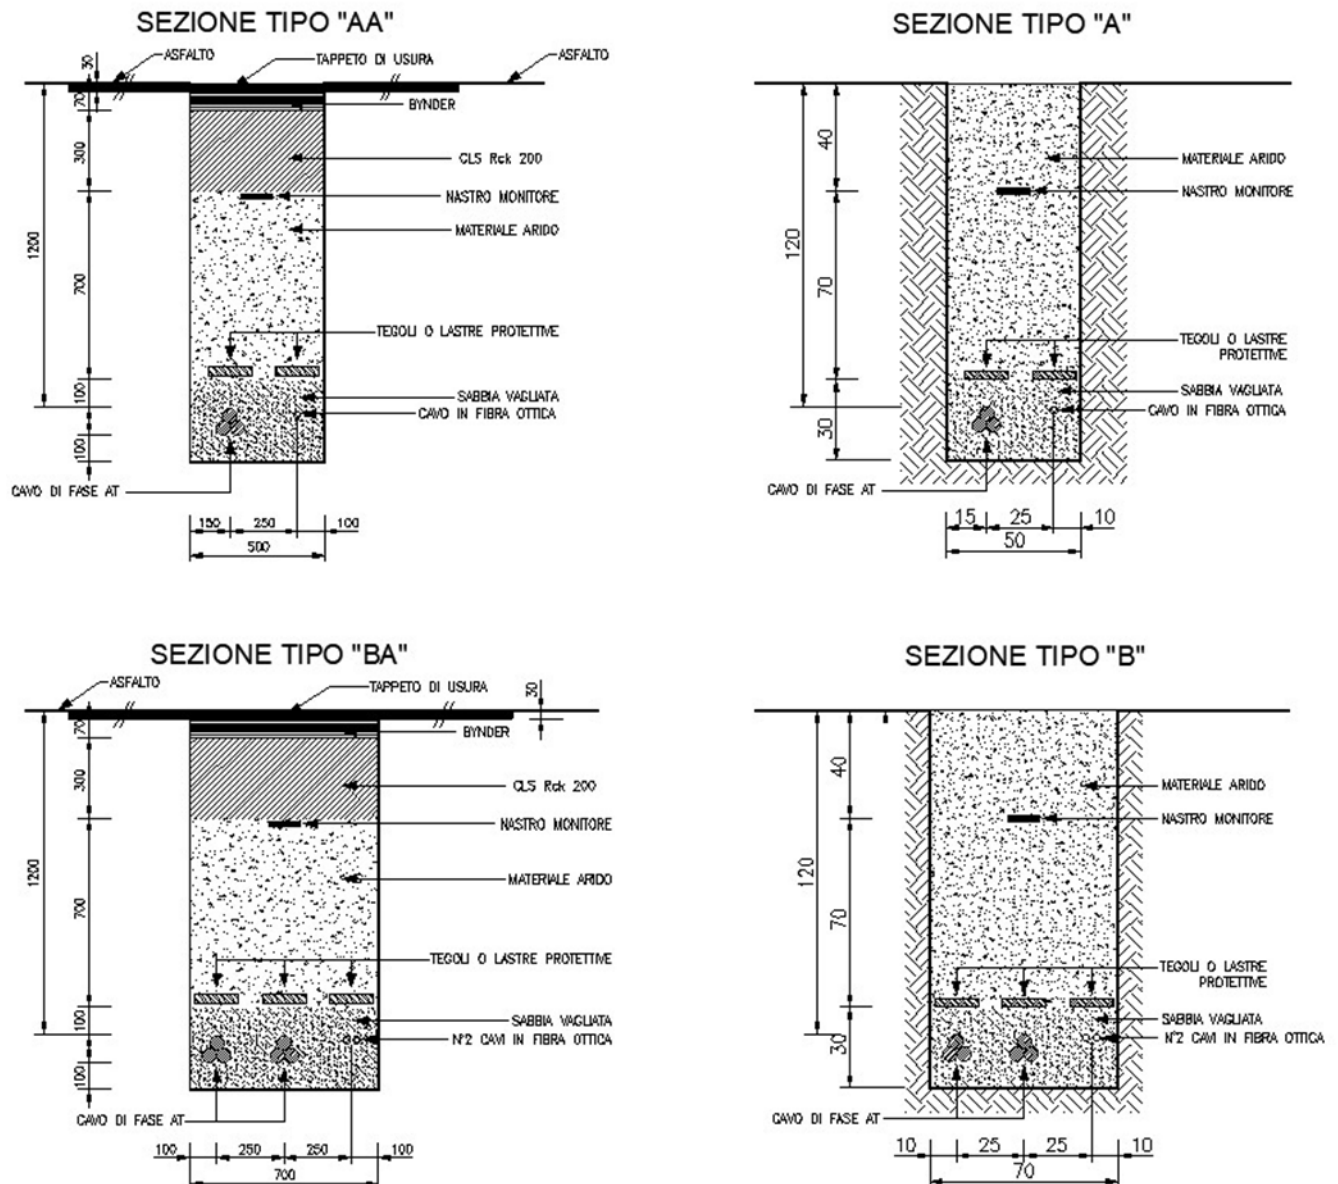 SEZIONE TIPO "AA"
ASFALTO
TAPPETO DI USURA
ASFALTO
BYNDER
CLS Rck 200
NASTRO MONITORE
MATERIALE ARIDO
TEGOLI O LASTRE PROTETTIVE
SABBIA VAGLIATA
CAVO IN FIBRA OTTICA
CAVO DI FASE AT
30
70
300
700
100
100
1200
150
250
100
500
SEZIONE TIPO "A"
MATERIALE ARIDO
NASTRO MONITORE
TEGOLI O LASTRE
PROTETTIVE
SABBIA VAGLIATA
CAVO IN FIBRA OTTICA
CAVO DI FASE AT
40
120
70
30
15
25
10
50
SEZIONE TIPO "BA"
ASFALTO
TAPPETO DI USURA
30
BYNDER
CLS Rck 200
NASTRO MONITORE
MATERIALE ARIDO
TEGOLI O LASTRE PROTETTIVE
SABBIA VAGLIATA
N°2 CAVI IN FIBRA OTTICA
CAVO DI FASE AT
70
300
700
100
100
1200
100
250
250
100
700
SEZIONE TIPO "B"
MATERIALE ARIDO
NASTRO MONITORE
TEGOLI O LASTRE
PROTETTIVE
SABBIA VAGLIATA
N°2 CAVI IN FIBRA OTTICA
CAVO DI FASE AT
40
120
70
30
10
25
25
10
70